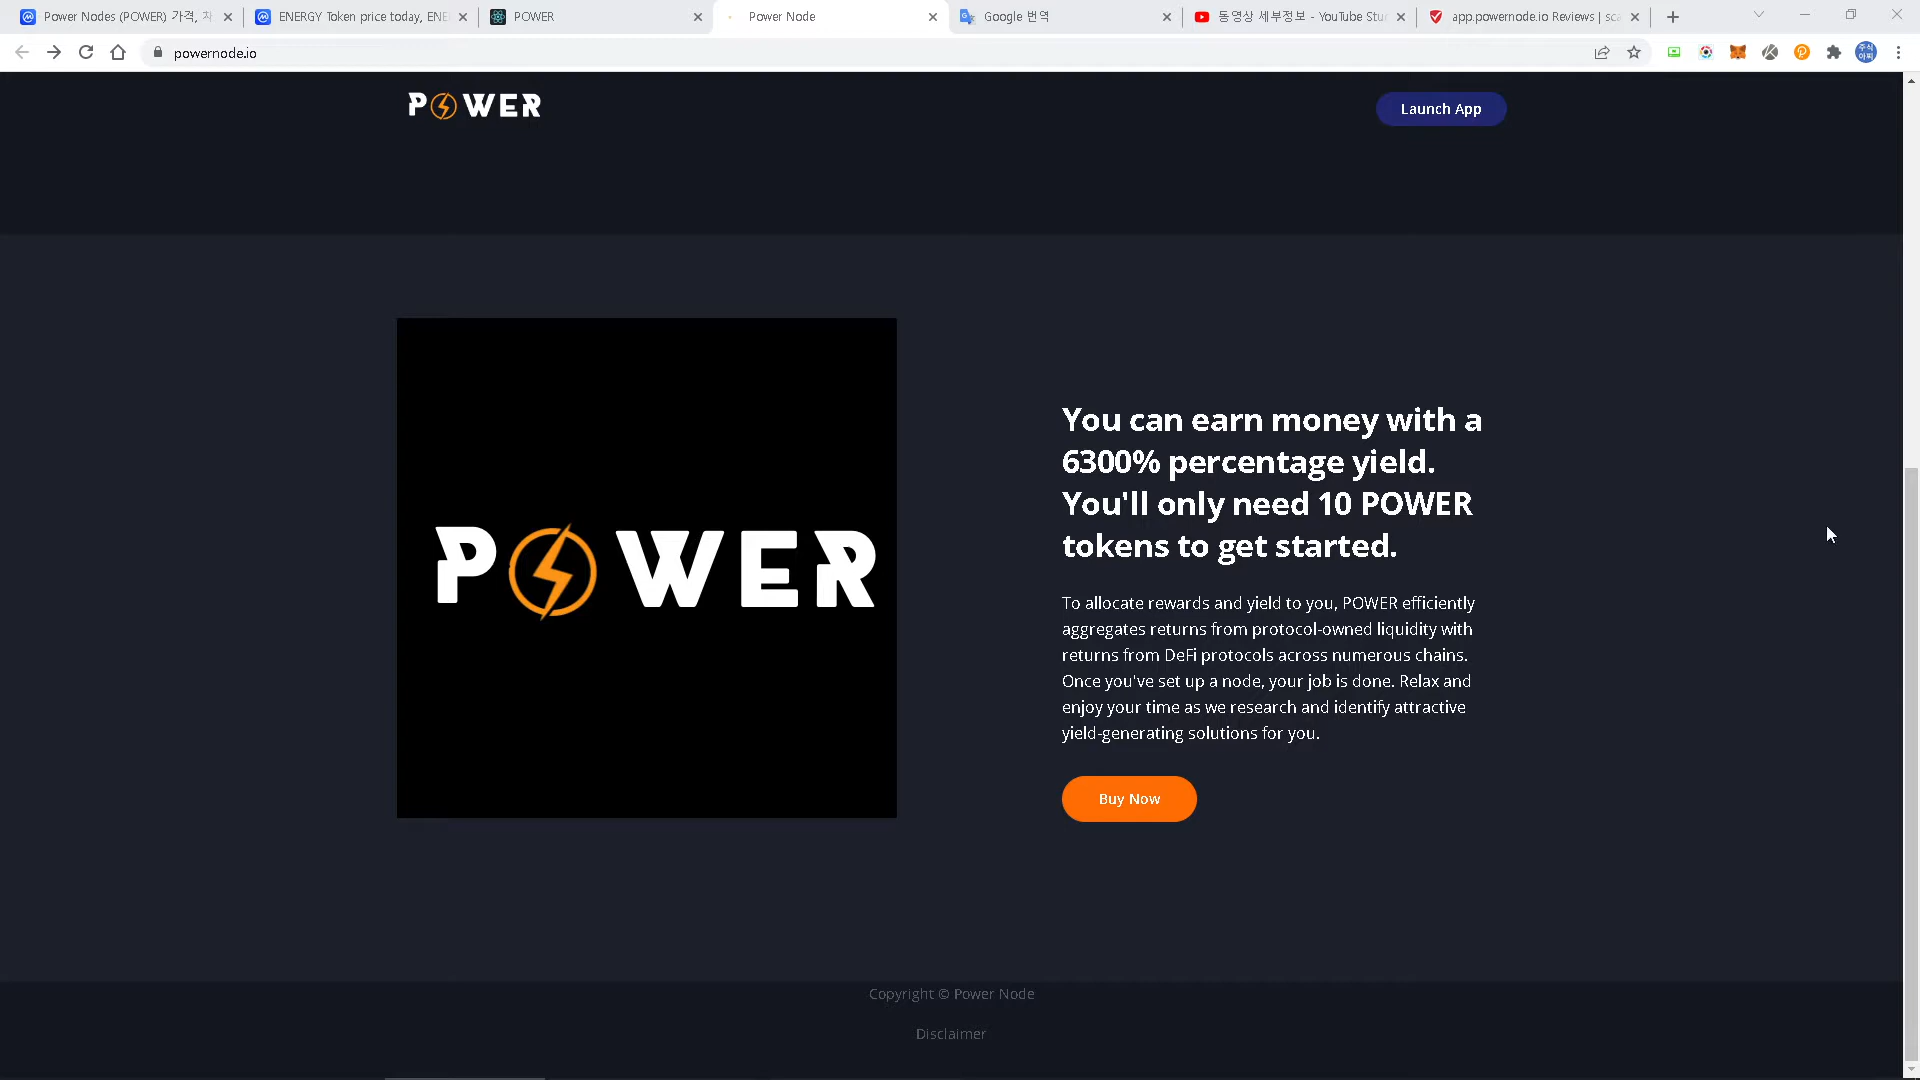 Power Nodes (POWER) 가격, 차
ENERGY Token price today, ENE
POWER
Power Node
Google 번역
동영상 세부정보 - YouTube Stu
app.powernode.io Reviews | sca
powernode.io
주식
아찌
POWER
Launch App
POWER
You can earn money with a
6300% percentage yield.
You'll only need 10 POWER
tokens to get started.
To allocate rewards and yield to you, POWER efficiently
aggregates returns from protocol-owned liquidity with
returns from DeFi protocols across numerous chains.
Once you've set up a node, your job is done. Relax and
enjoy your time as we research and identify attractive
yield-generating solutions for you.
Buy Now
Copyright © Power Node
Disclaimer